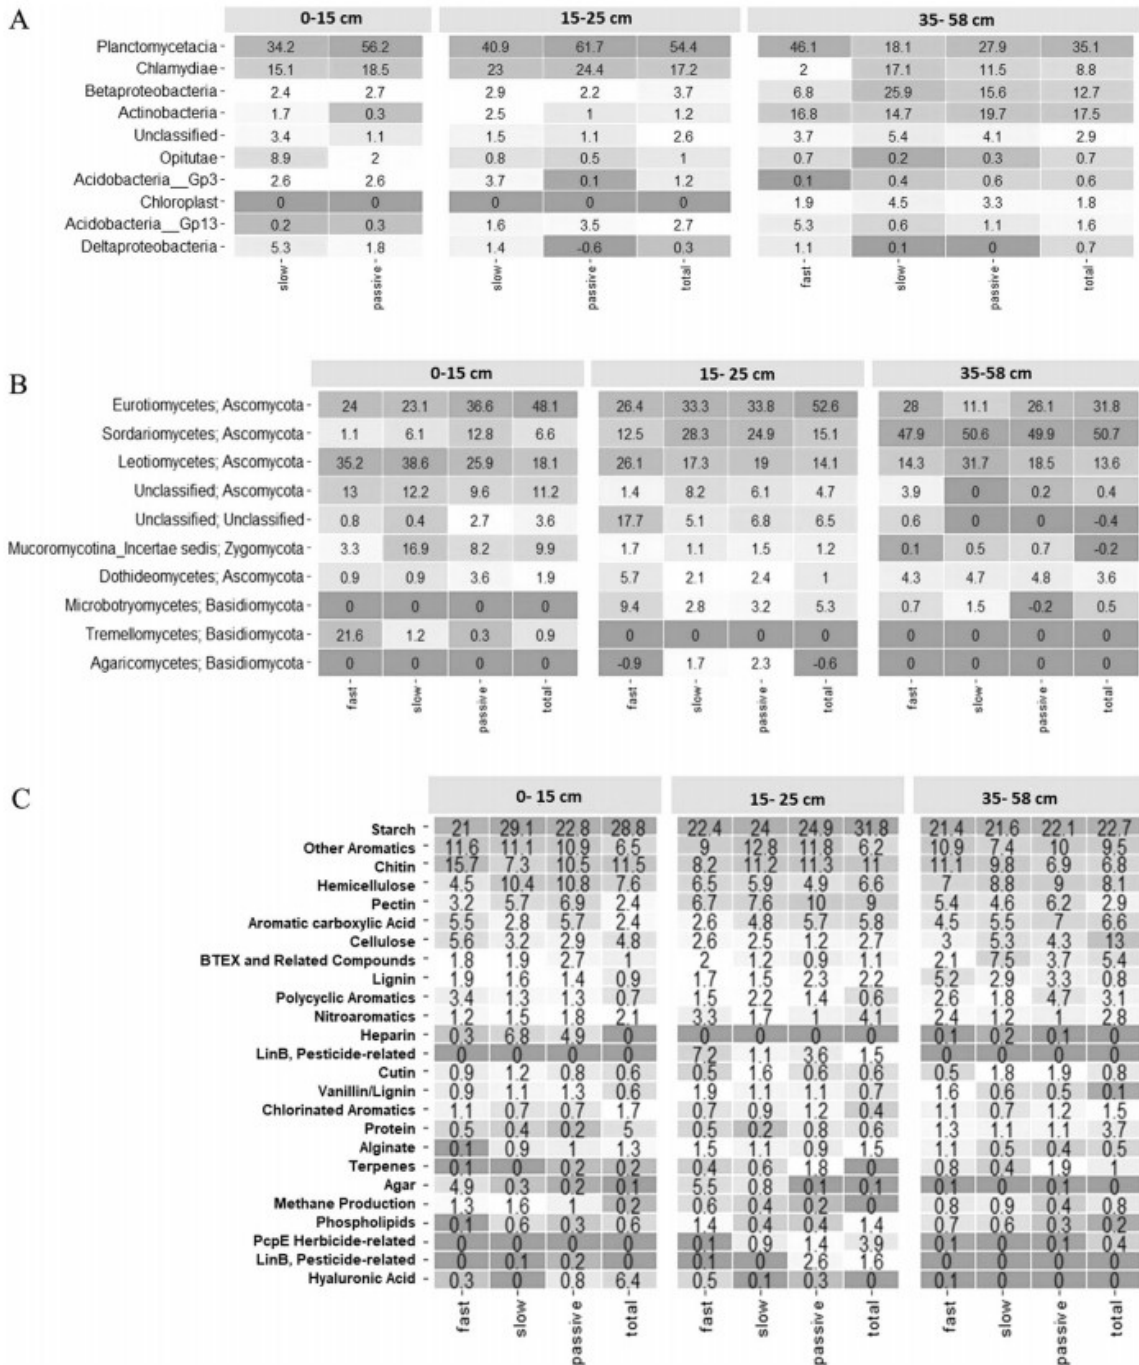 A
0-15 cm 15-25 cm 35- 58 cm
Planctomycetacia 34.2 56.2 40.9 61.7 54.4 46.1 18.1 27.9 35.1
Chlamydiae 15.1 18.5 23 24.4 17.2 2 17.1 11.5 8.8
Betaproteobacteria 2.4 2.7 2.9 2.2 3.7 6.8 25.9 15.6 12.7
Actinobacteria 1.7 0.3 2.5 1 1.2 16.8 14.7 19.7 17.5
Unclassified 3.4 1.1 1.5 1.1 2.6 3.7 5.4 4.1 2.9
Opitutae 8.9 2 0.8 0.5 1 0.7 0.2 0.3 0.7
Acidobacteria__Gp3 2.6 2.6 3.7 0.1 1.2 0.1 0.4 0.6 0.6
Chloroplast 0 0 0 0 0 1.9 4.5 3.3 1.8
Acidobacteria__Gp13 0.2 0.3 1.6 3.5 2.7 5.3 0.6 1.1 1.6
Deltaproteobacteria 5.3 1.8 1.4 -0.6 0.3 1.1 0.1 0 0.7
slow passive slow passive total fast slow passive total
B
0-15 cm 15- 25 cm 35-58 cm
Eurotiomycetes; Ascomycota 24 23.1 36.6 48.1 26.4 33.3 33.8 52.6 28 11.1 26.1 31.8
Sordariomycetes; Ascomycota 1.1 6.1 12.8 6.6 12.5 28.3 24.9 15.1 47.9 50.6 49.9 50.7
Leotiomycetes; Ascomycota 35.2 38.6 25.9 18.1 26.1 17.3 19 14.1 14.3 31.7 18.5 13.6
Unclassified; Ascomycota 13 12.2 9.6 11.2 1.4 8.2 6.1 4.7 3.9 0 0.2 0.4
Unclassified; Unclassified 0.8 0.4 2.7 3.6 17.7 5.1 6.8 6.5 0.6 0 0 -0.4
Mucoromycotina_Incertae sedis; Zygomycota 3.3 16.9 8.2 9.9 1.7 1.1 1.5 1.2 0.1 0.5 0.7 -0.2
Dothideomycetes; Ascomycota 0.9 0.9 3.6 1.9 5.7 2.1 2.4 1 4.3 4.7 4.8 3.6
Microbotryomycetes; Basidiomycota 0 0 0 0 9.4 2.8 3.2 5.3 0.7 1.5 -0.2 0.5
Tremellomycetes; Basidiomycota 21.6 1.2 0.3 0.9 0 0 0 0 0 0 0 0
Agaricomycetes; Basidiomycota 0 0 0 0 -0.9 1.7 2.3 -0.6 0 0 0 0
fast slow passive total fast slow passive total fast slow passive total
C
0- 15 cm 15- 25 cm 35- 58 cm
Starch 21 29.1 22.8 28.8 22.4 24 24.9 31.8 21.4 21.6 22.1 22.7
Other Aromatics 11.6 11.1 10.9 6.5 9 12.8 11.8 6.2 10.9 7.4 10 9.5
Chitin 15.7 7.3 10.5 11.5 8.2 11.2 11.3 11 11.1 9.8 6.9 6.8
Hemicellulose 4.5 10.4 10.8 7.6 6.5 5.9 4.9 6.6 7 8.8 9 8.1
Pectin 3.2 5.7 6.9 2.4 6.7 7.6 10 9 5.4 4.6 6.2 2.9
Aromatic carboxylic Acid 5.5 2.8 5.7 2.4 2.6 4.8 5.7 5.8 4.5 5.5 7 6.6
Cellulose 5.6 3.2 2.9 4.8 2.6 2.5 1.2 2.7 3 5.3 4.3 13
BTEX and Related Compounds 1.8 1.9 2.7 1 2 1.2 0.9 1.1 2.1 7.5 3.7 5.4
Lignin 1.9 1.6 1.4 0.9 1.7 1.5 2.3 2.2 5.2 2.9 3.3 0.8
Polycyclic Aromatics 3.4 1.3 1.3 0.7 1.5 2.2 1.4 0.6 2.6 1.8 4.7 3.1
Nitroaromatics 1.2 1.5 1.8 2.1 3.3 1.7 1 4.1 2.4 1.2 1 2.8
Heparin 0.3 6.8 4.9 0 0 0 0 0 0.1 0.2 0.1 0
LinB, Pesticide-related 0 0 0 0 7.2 1.1 3.6 1.5 0 0 0 0
Cutin 0.9 1.2 0.8 0.6 0.5 1.6 0.6 0.6 0.5 1.8 1.9 0.8
Vanillin/Lignin 0.9 1.1 1.3 0.6 1.9 1.1 1.1 0.7 1.6 0.6 0.5 0.1
Chlorinated Aromatics 1.1 0.7 0.7 1.7 0.7 0.9 1.2 0.4 1.1 0.7 1.2 1.5
Protein 0.5 0.4 0.2 5 0.5 0.2 0.8 0.6 1.3 1.1 1.1 3.7
Alginate 0.1 0.9 1 1.3 1.5 1.1 0.9 1.5 1.1 0.5 0.4 0.5
Terpenes 0.1 0 0.2 0.2 0.4 0.6 1.8 0 0.8 0.4 1.9 1
Agar 4.9 0.3 0.2 0.1 5.5 0.8 0.1 0.1 0.1 0 0.1 0
Methane Production 1.3 1.6 1 0.2 0.6 0.4 0.2 0 0.8 0.9 0.4 0.8
Phospholipids 0.1 0.6 0.3 0.6 1.4 0.4 0.4 1.4 0.7 0.6 0.3 0.2
PcpE Herbicide-related 0 0 0 0 0.1 0.9 1.4 3.9 0.1 0 0.1 0.4
LinB, Pesticide-related 0 0.1 0.2 0 0.1 0 2.6 1.6 0 0 0 0
Hyaluronic Acid 0.3 0 0.8 6.4 0.5 0.1 0.3 0 0.1 0 0 0
fast slow passive total fast slow passive total fast slow passive total